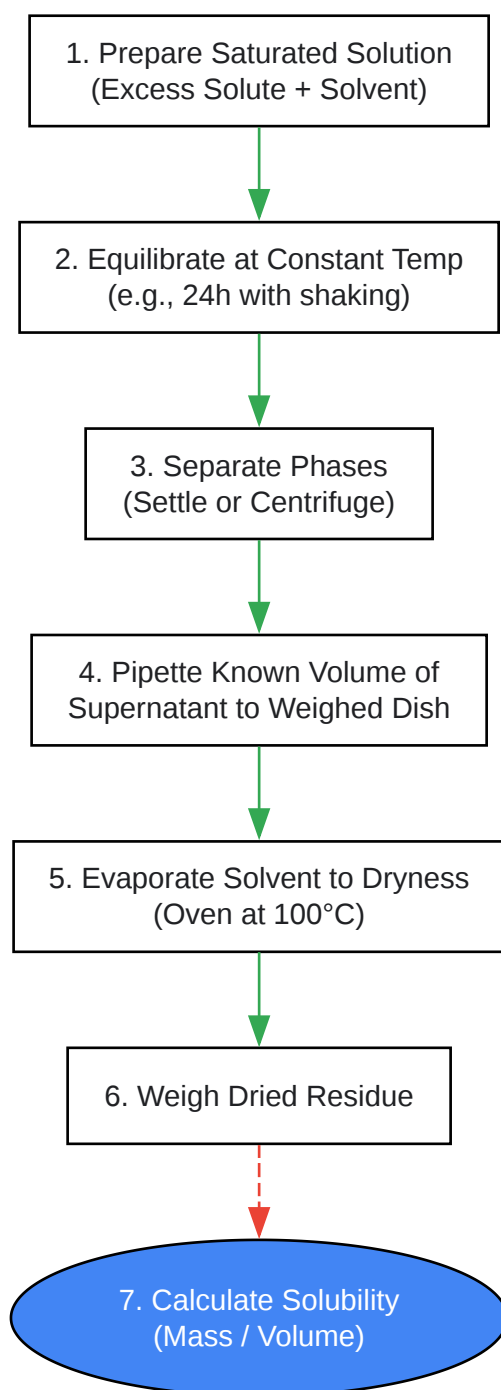 1. Prepare Saturated Solution
(Excess Solute + Solvent)
2. Equilibrate at Constant Temp
(e.g., 24h with shaking)
3. Separate Phases
(Settle or Centrifuge)
4. Pipette Known Volume of
Supernatant to Weighed Dish
5. Evaporate Solvent to Dryness
(Oven at 100°C)
6. Weigh Dried Residue
7. Calculate Solubility
(Mass / Volume)